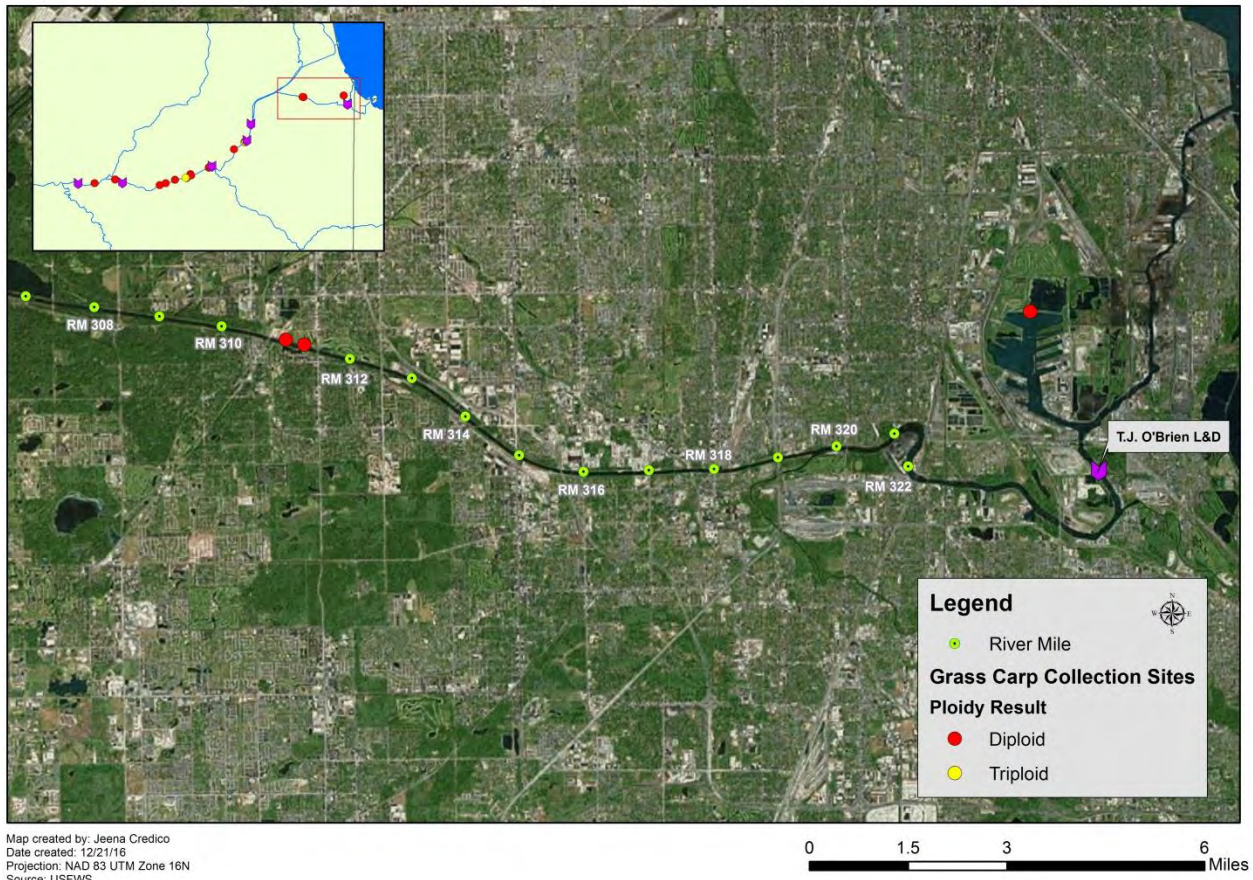 RM 308
RM 310
RM 312
RM 314
RM 316
RM 318
RM 320
RM 322
T.J. O'Brien L&D
Legend
N
W E
S
River Mile
Grass Carp Collection Sites
Ploidy Result
Diploid
Triploid
Map created by: Jeena Credico
Date created: 12/21/16
Projection: NAD 83 UTM Zone 16N
Source: USFWS
0 1.5 3 6
Miles